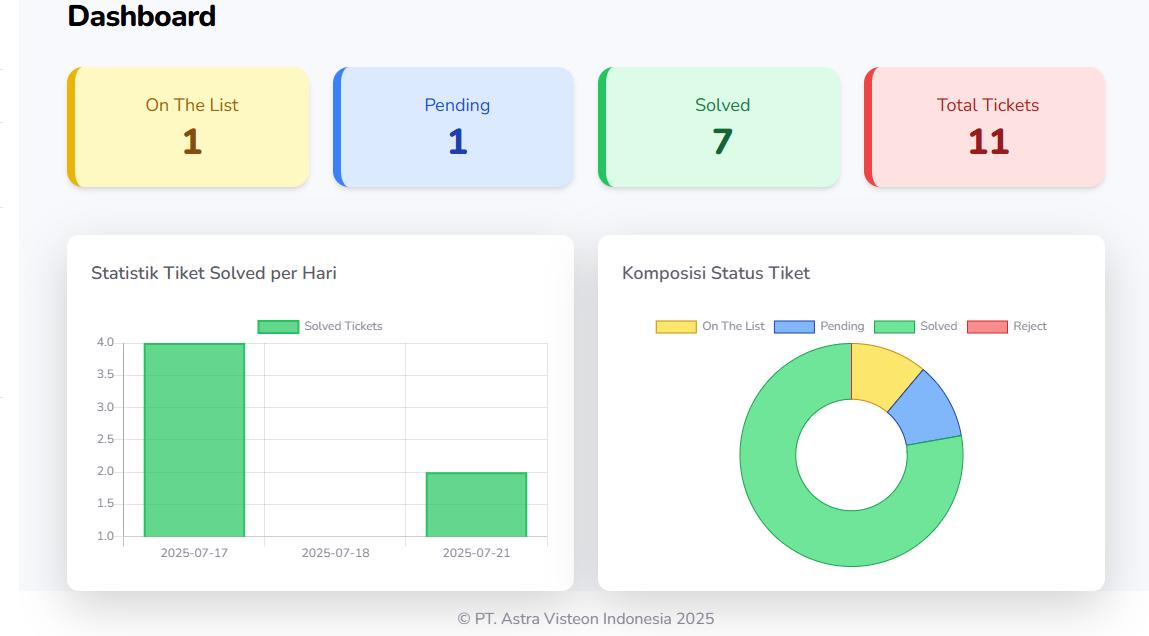 Dashboard
On The List
1
Pending
1
Solved
7
Total Tickets
11
Statistik Tiket Solved per Hari
Solved Tickets
4.0
3.5
3.0
2.5
2.0
1.5
1.0
2025-07-17 2025-07-18 2025-07-21
Komposisi Status Tiket
On The List Pending Solved Reject
© PT. Astra Visteon Indonesia 2025